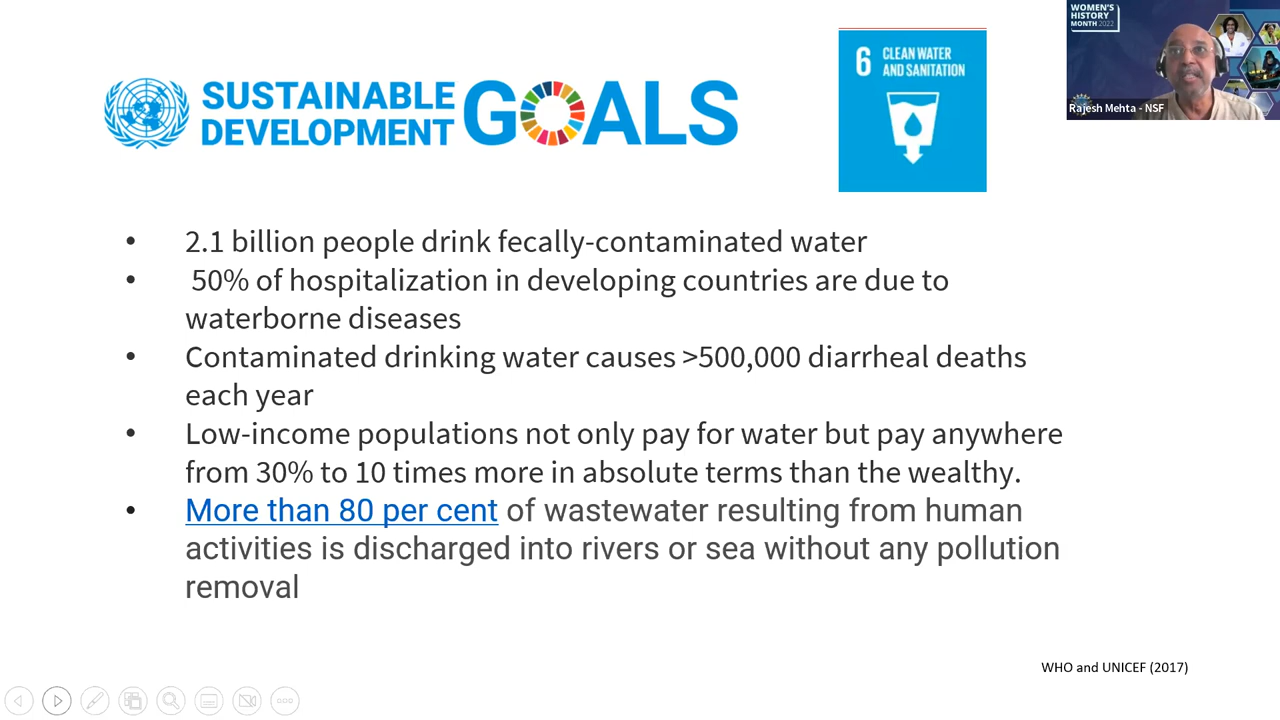 WOMEN'S
HISTORY
MONTH 2022
Rajesh Mehta - NSF
SUSTAINABLE
DEVELOPMENT
GOALS
6 CLEAN WATER
AND SANITATION
• 2.1 billion people drink fecally-contaminated water
• 50% of hospitalization in developing countries are due to
waterborne diseases
• Contaminated drinking water causes >500,000 diarrheal deaths
each year
• Low-income populations not only pay for water but pay anywhere
from 30% to 10 times more in absolute terms than the wealthy.
• More than 80 per cent of wastewater resulting from human
activities is discharged into rivers or sea without any pollution
removal
WHO and UNICEF (2017)